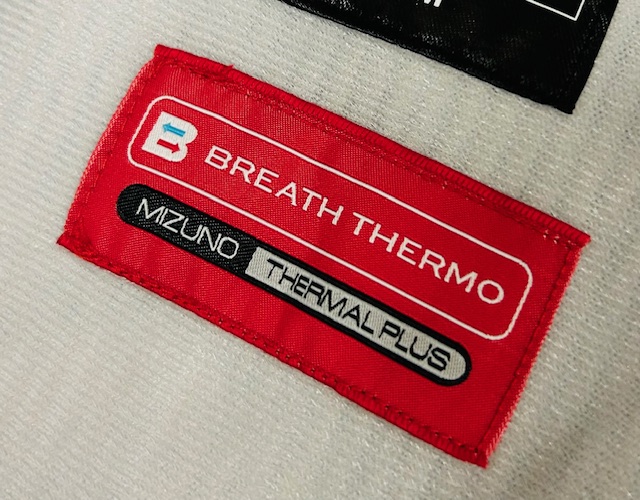 B BREATH THERMO
MIZUNO THERMAL PLUS